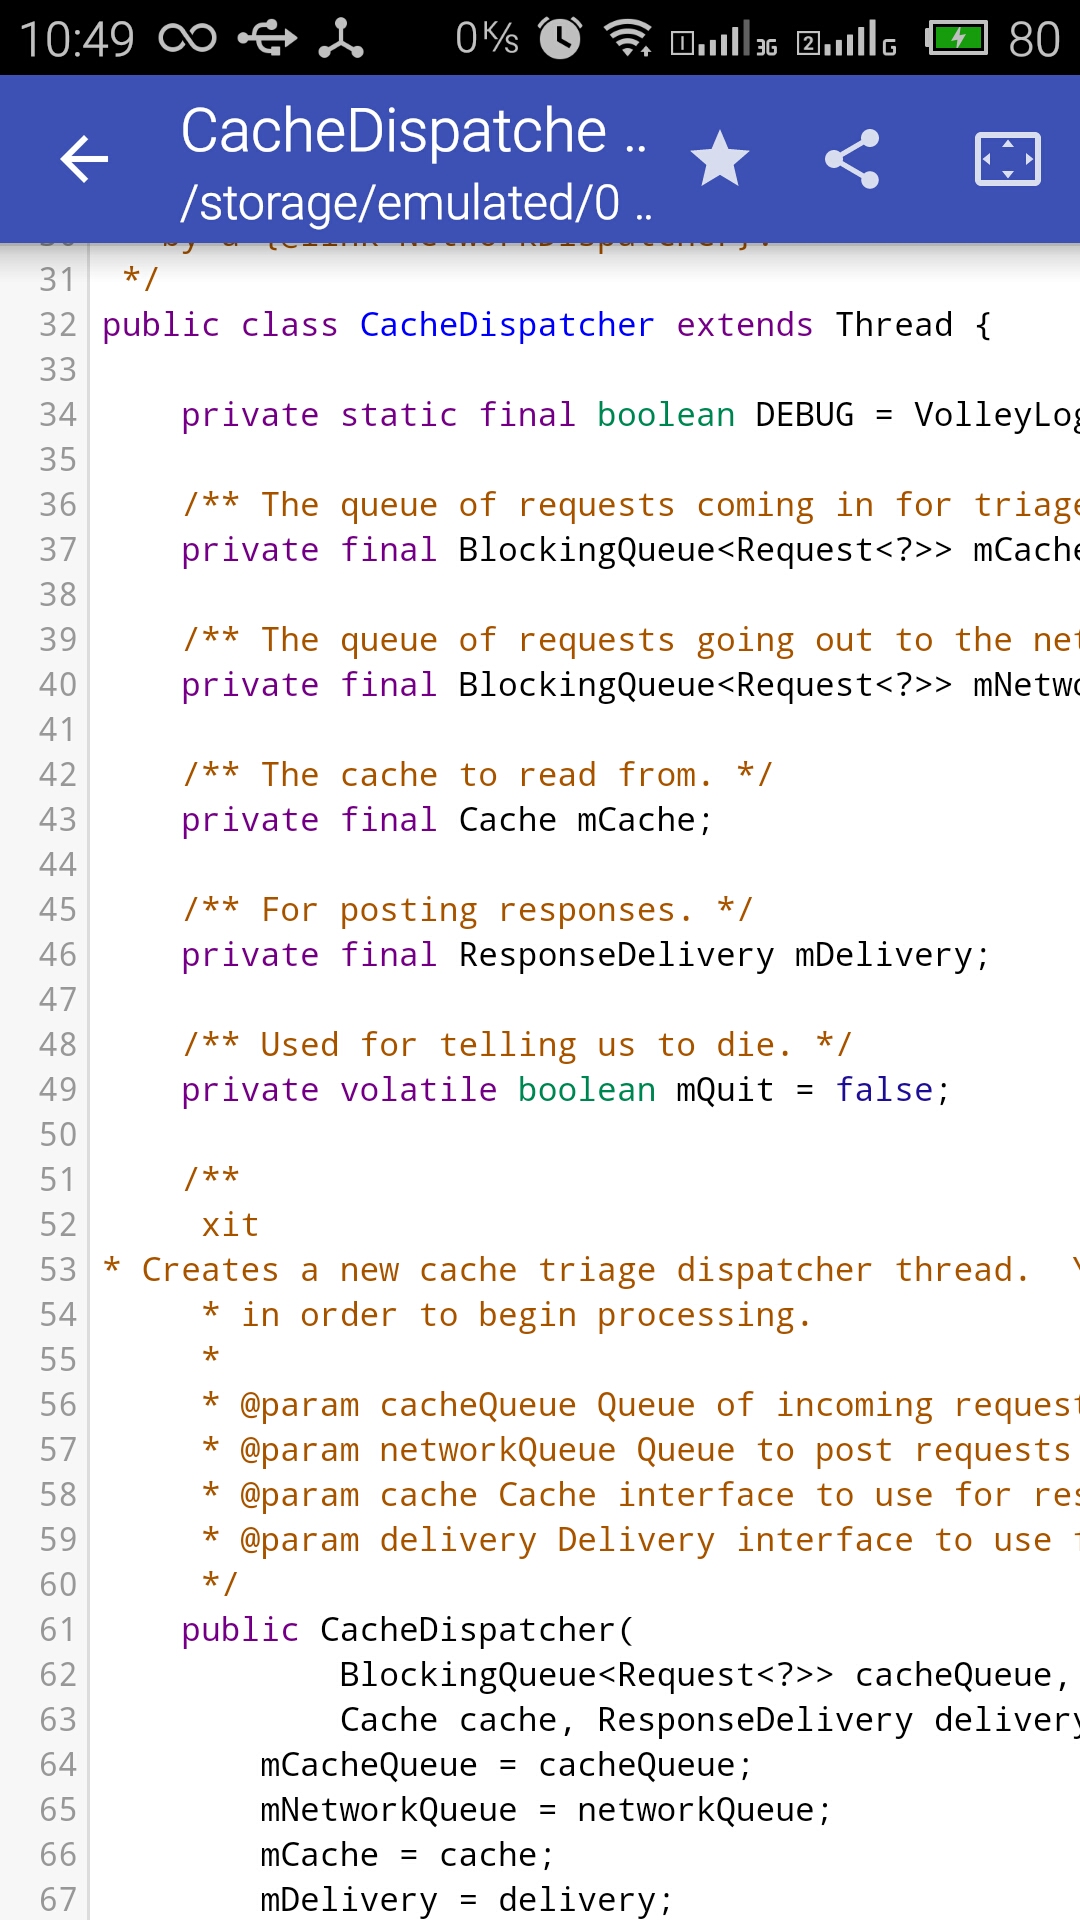 10:49 0 K/s 1 3G 2 G 80
CacheDispatche ..
/storage/emulated/0 ..
30 by a {@link NetworkDispatcher}.
31 */
32 public class CacheDispatcher extends Thread {
33
34 private static final boolean DEBUG = VolleyLog
35
36 /** The queue of requests coming in for triage
37 private final BlockingQueue<Request<?>> mCache
38
39 /** The queue of requests going out to the net
40 private final BlockingQueue<Request<?>> mNetwo
41
42 /** The cache to read from. */
43 private final Cache mCache;
44
45 /** For posting responses. */
46 private final ResponseDelivery mDelivery;
47
48 /** Used for telling us to die. */
49 private volatile boolean mQuit = false;
50
51 /**
52 xit
53 * Creates a new cache triage dispatcher thread.
54 * in order to begin processing.
55 *
56 * @param cacheQueue Queue of incoming request
57 * @param networkQueue Queue to post requests
58 * @param cache Cache interface to use for res
59 * @param delivery Delivery interface to use
60 */
61 public CacheDispatcher(
62 BlockingQueue<Request<?>> cacheQueue,
63 Cache cache, ResponseDelivery delivery
64 mCacheQueue = cacheQueue;
65 mNetworkQueue = networkQueue;
66 mCache = cache;
67 mDelivery = delivery;